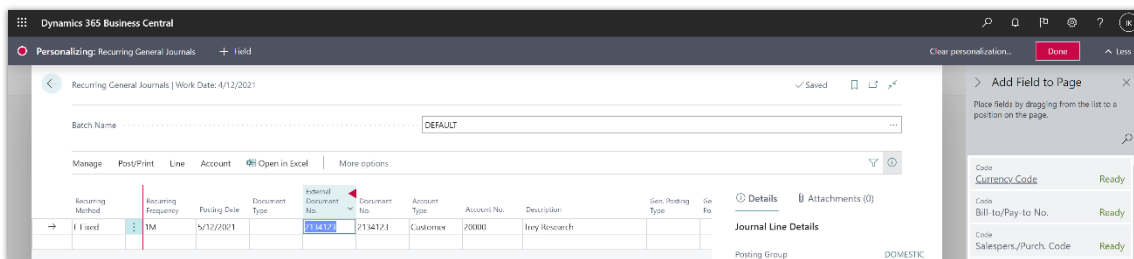 Dynamics 365 Business Central
IK
Personalizing: Recurring General Journals + Field Clear personalization... Done Less
Recurring General Journals | Work Date: 4/12/2021 Saved
Add Field to Page
Place fields by dragging from the list to a
position on the page.
Batch Name DEFAULT ...
Manage Post/Print Line Account Open in Excel More options
Recurring Method
Recurring Frequency
Posting Date
Document Type
External Document No.
Document No.
Account Type
Account No.
Description
Gen. Posting Type
F Fixed 1M 5/12/2021 2134123 2134123 Customer 20000 Trey Research
Details Attachments (0)
Journal Line Details
Posting Group DOMESTIC
Code
Currency Code Ready
Code
Bill-to/Pay-to No. Ready
Code
Salespers./Purch. Code Ready